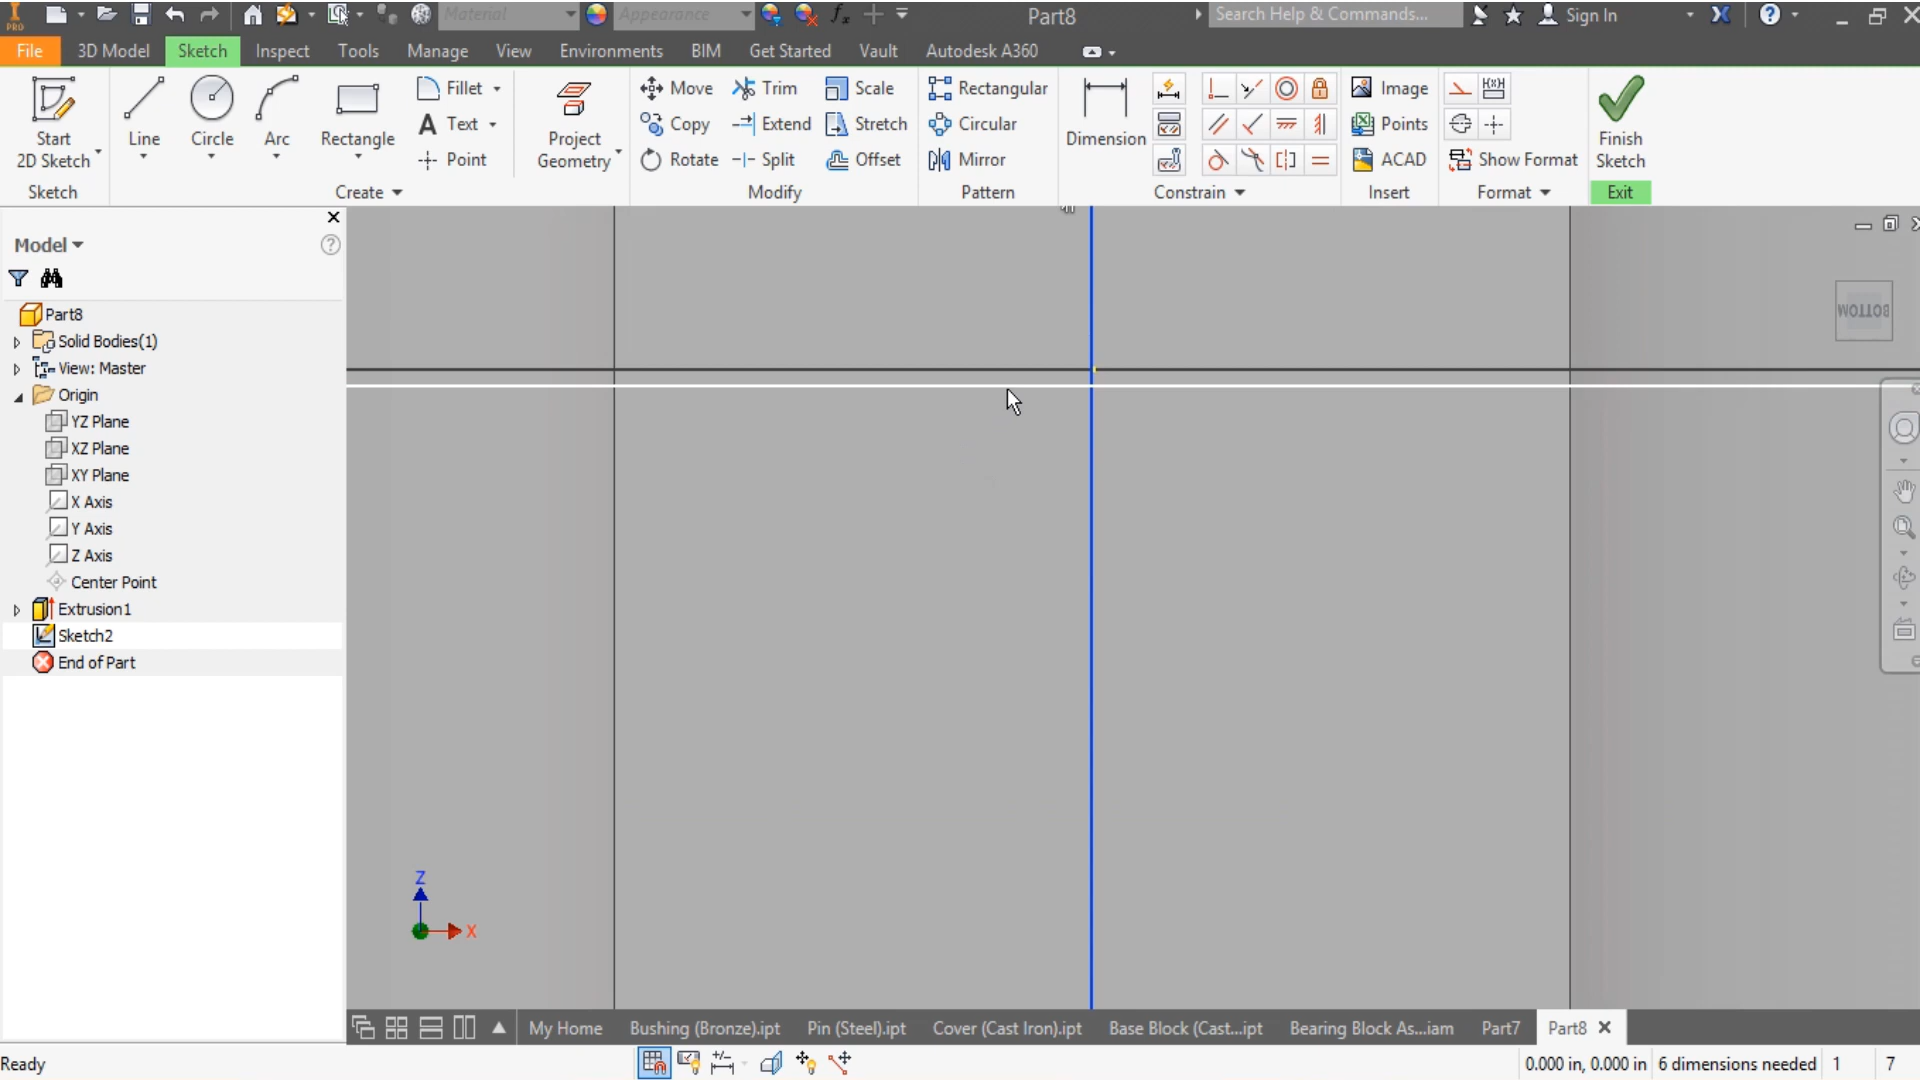 PRO
Material
Appearance
Part8
Search Help & Commands...
Sign In
File
3D Model
Sketch
Inspect
Tools
Manage
View
Environments
BIM
Get Started
Vault
Autodesk A360
Start
2D Sketch
Line
Circle
Arc
Rectangle
Fillet
Text
Point
Project
Geometry
Move
Copy
Rotate
Trim
Extend
Split
Scale
Stretch
Offset
Rectangular
Circular
Mirror
Dimension
Image
Points
ACAD
Show Format
Finish
Sketch
Sketch
Create
Modify
Pattern
Constrain
Insert
Format
Exit
Model
Part8
Solid Bodies(1)
View: Master
Origin
YZ Plane
XZ Plane
XY Plane
X Axis
Y Axis
Z Axis
Center Point
Extrusion1
Sketch2
End of Part
BOTTOM
Z
X
My Home
Bushing (Bronze).ipt
Pin (Steel).ipt
Cover (Cast Iron).ipt
Base Block (Cast...ipt
Bearing Block As...iam
Part7
Part8
Ready
0.000 in, 0.000 in
6 dimensions needed
1
7